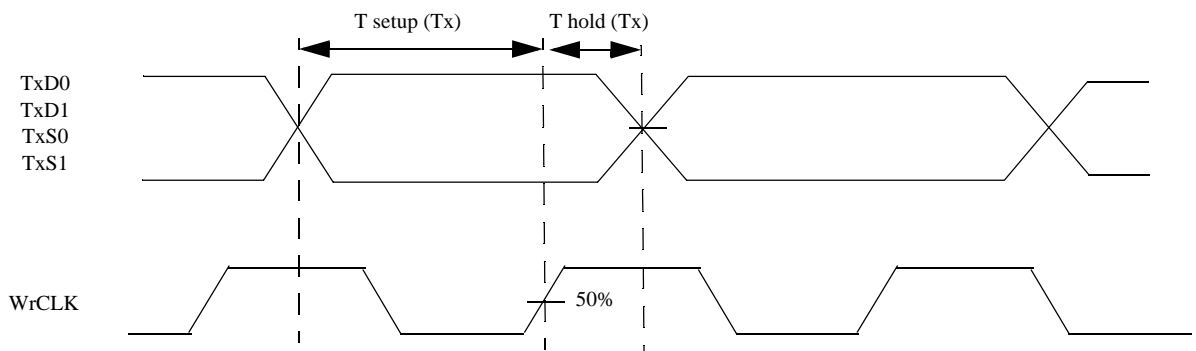 T setup (Tx) T hold (Tx)
TxD0
TxD1
TxS0
TxS1
WrCLK
50%